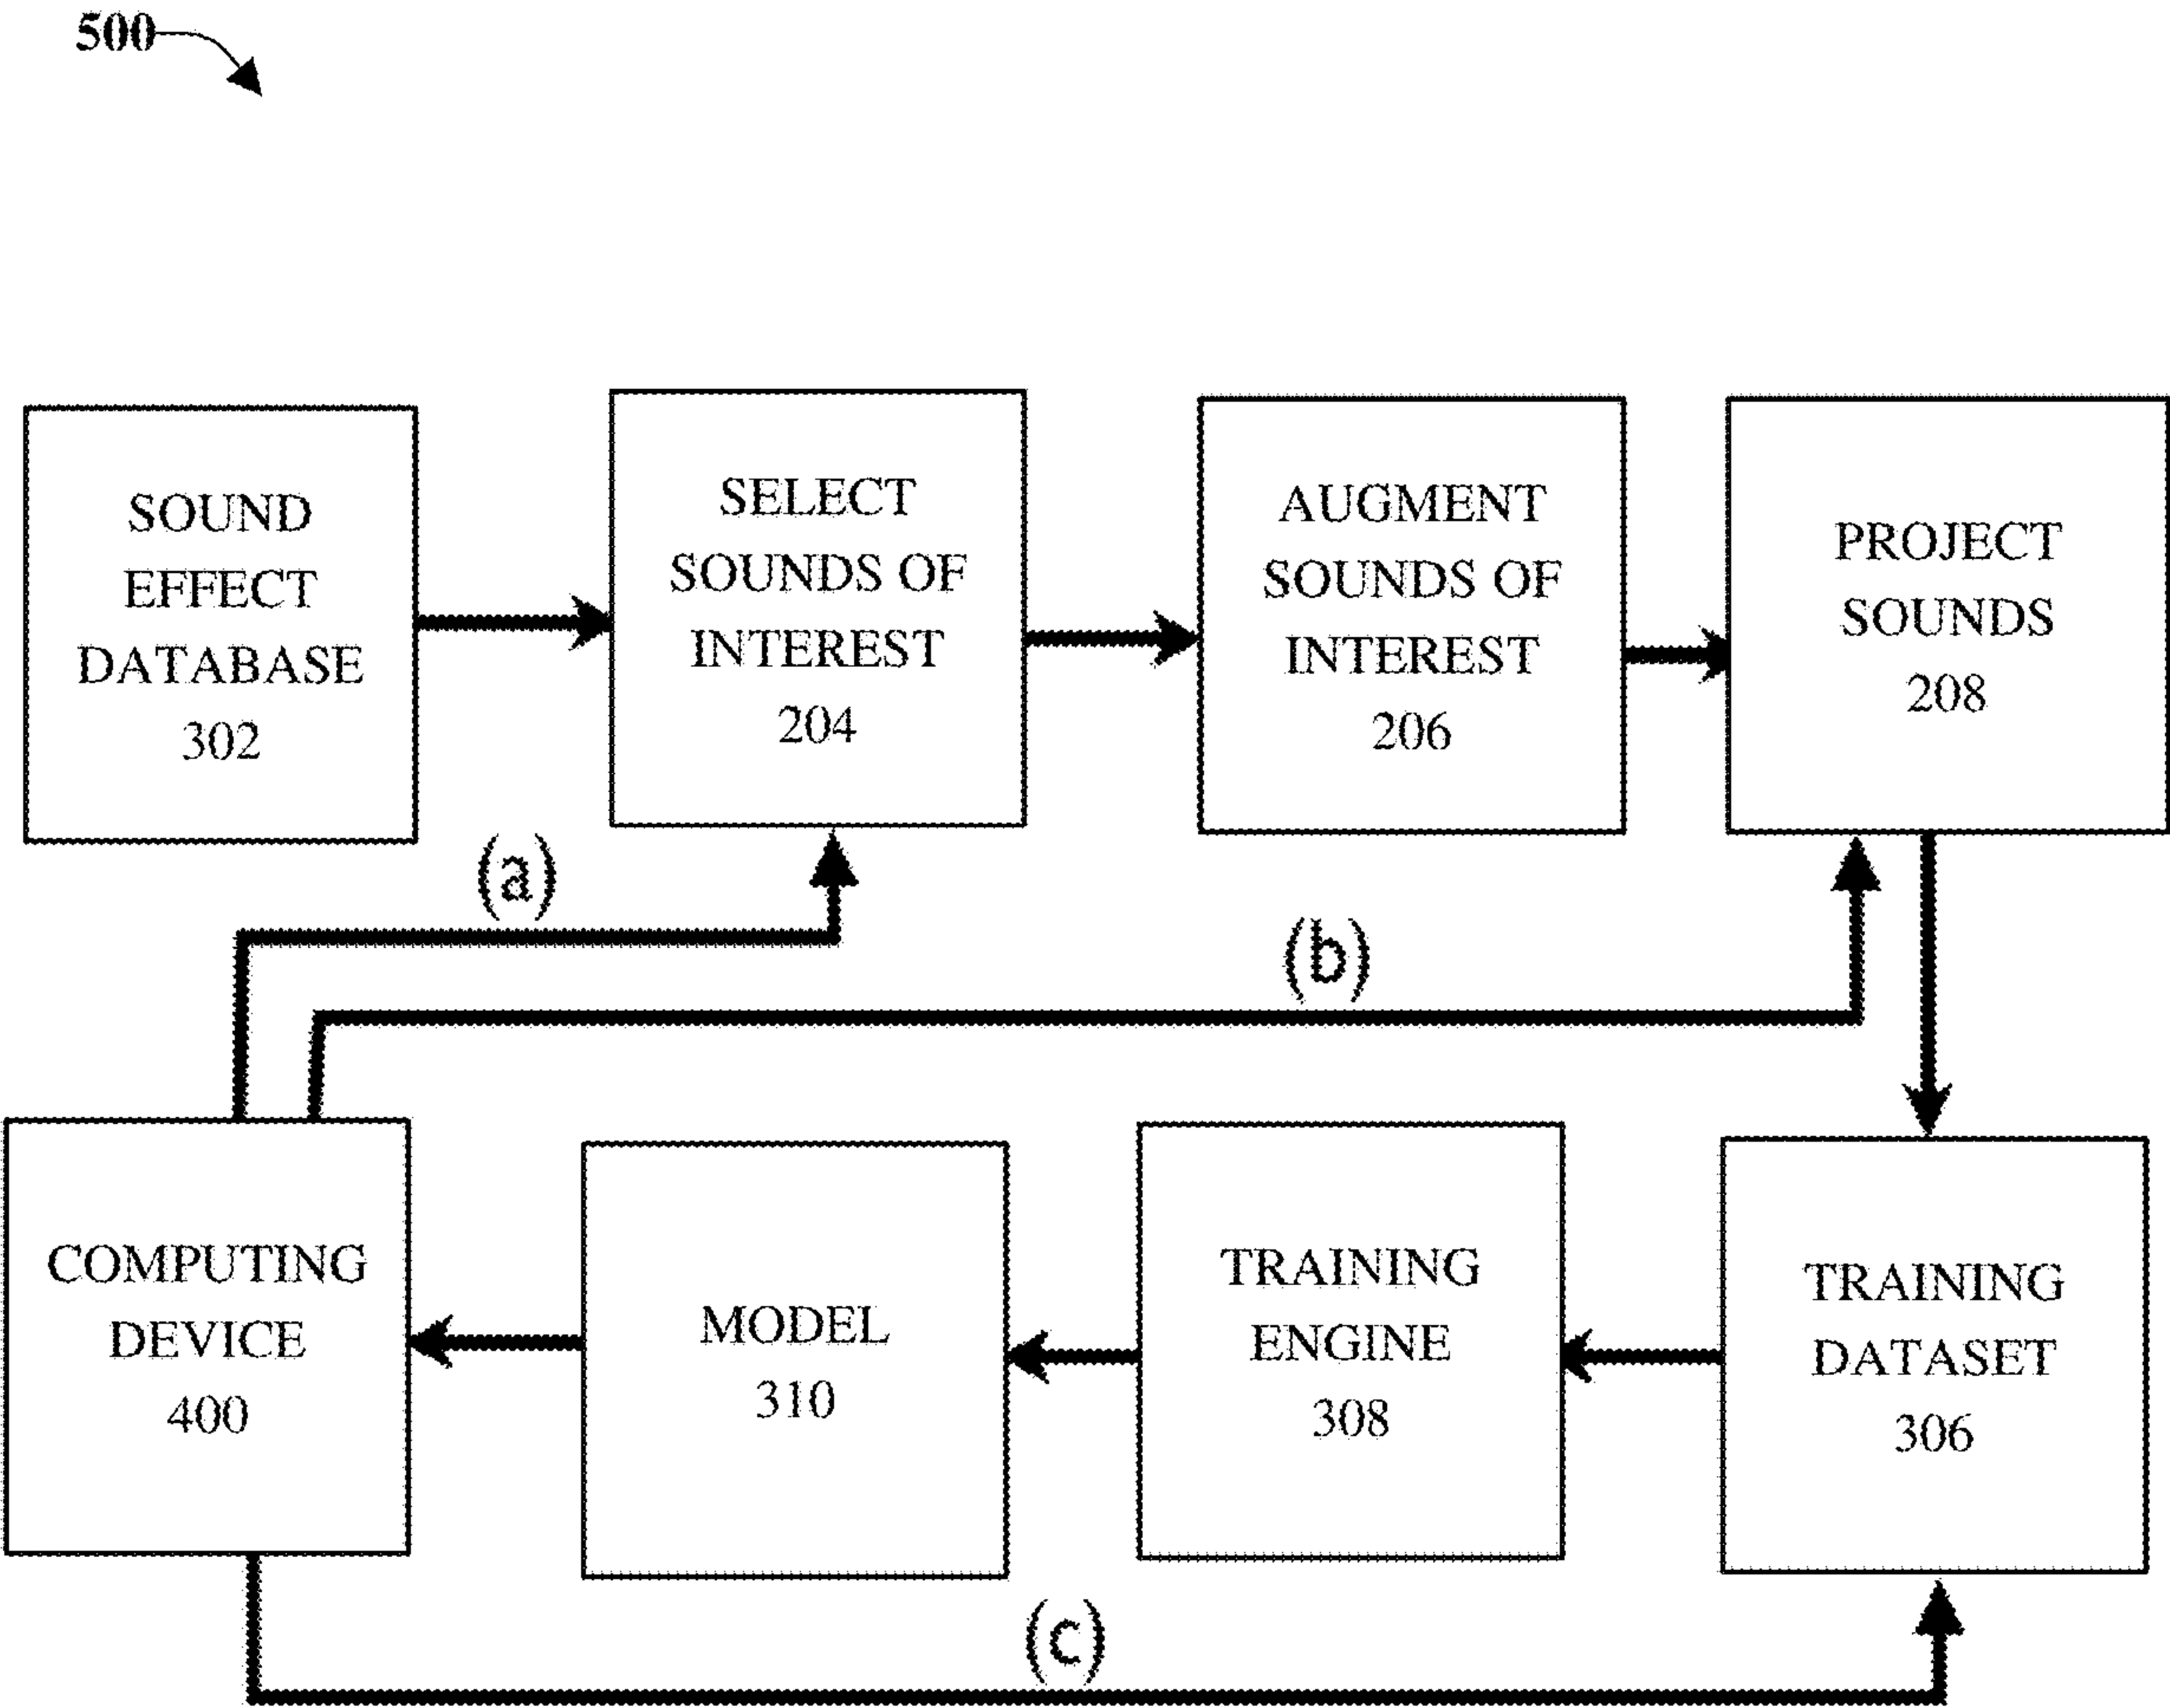 500
SOUND
EFFECT
DATABASE
302
SELECT
SOUNDS OF
INTEREST
204
AUGMENT
SOUNDS OF
INTEREST
206
PROJECT
SOUNDS
208
(a)
(b)
COMPUTING
DEVICE
400
MODEL
310
TRAINING
ENGINE
308
TRAINING
DATASET
306
(c)